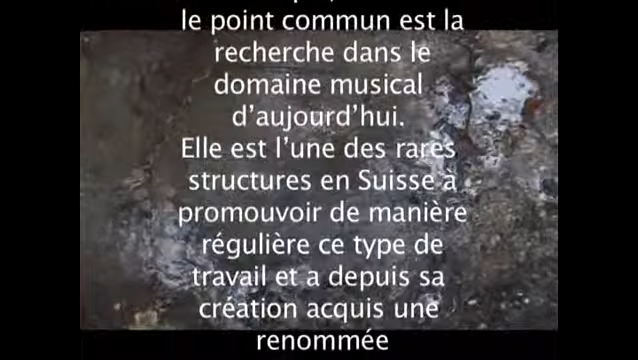 le point commun est la
recherche dans le
domaine musical
d'aujourd'hui.
Elle est l'une des rares
structures en Suisse à
promouvoir de manière
régulière ce type de
travail et a depuis sa
création acquis une
renommée